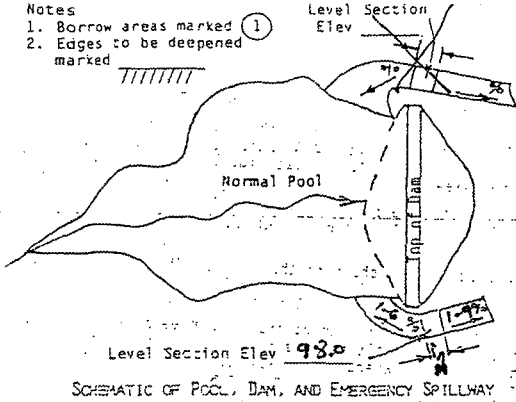 Notes
1. Borrow areas marked 1
2. Edges to be deepened
marked
Level Section
Elev
%
%
Normal Pool
Top of Dam
Level Section Elev 98.0
SCHEMATIC OF POOL, DAM, AND EMERGENCY SPILLWAY